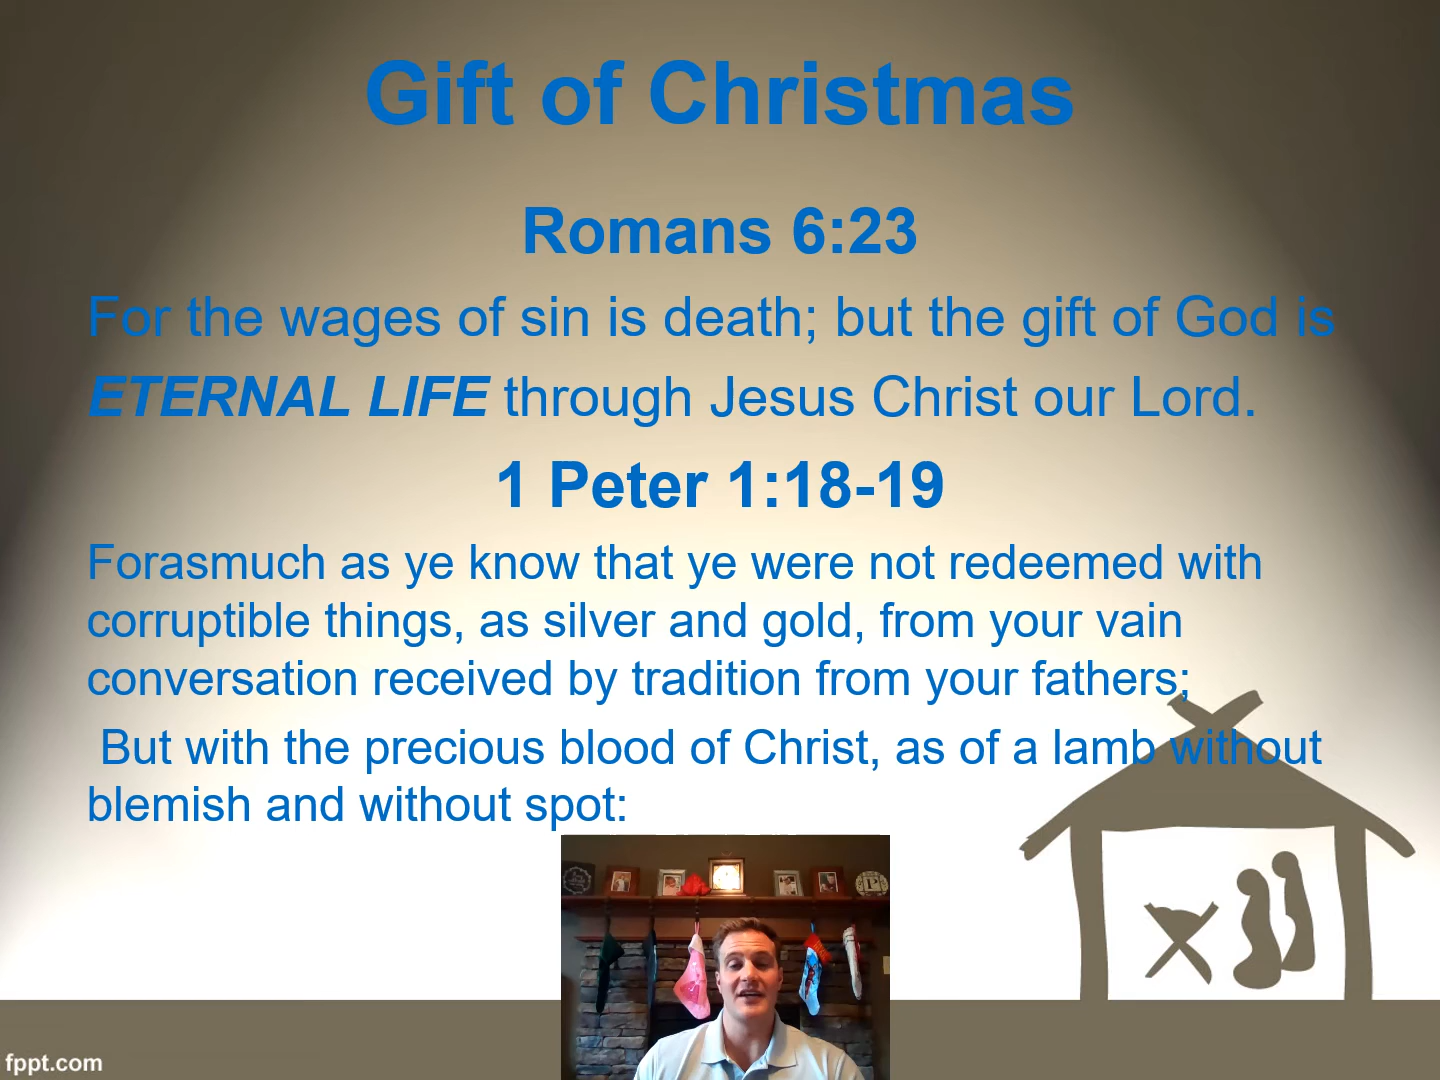 Gift of Christmas
Romans 6:23
For the wages of sin is death; but the gift of God is
ETERNAL LIFE through Jesus Christ our Lord.
1 Peter 1:18-19
Forasmuch as ye know that ye were not redeemed with
corruptible things, as silver and gold, from your vain
conversation received by tradition from your fathers;
But with the precious blood of Christ, as of a lamb without
blemish and without spot:
P
fppt.com